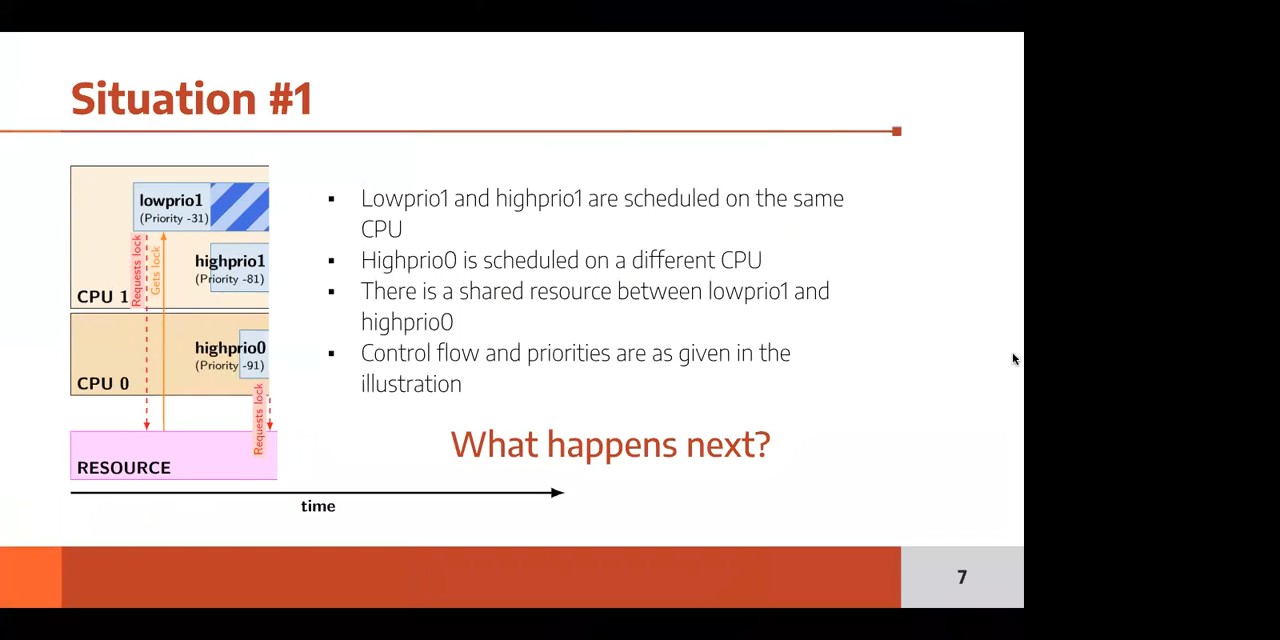 Situation #1
lowprio1
(Priority -31)
Requests lock
Gets lock
highprio1
(Priority -81)
CPU 1
highprio0
(Priority -91)
CPU 0
Requests lock
RESOURCE
time
▪ Lowprio1 and highprio1 are scheduled on the same
CPU
▪ Highprio0 is scheduled on a different CPU
▪ There is a shared resource between lowprio1 and
highprio0
▪ Control flow and priorities are as given in the
illustration
What happens next?
7